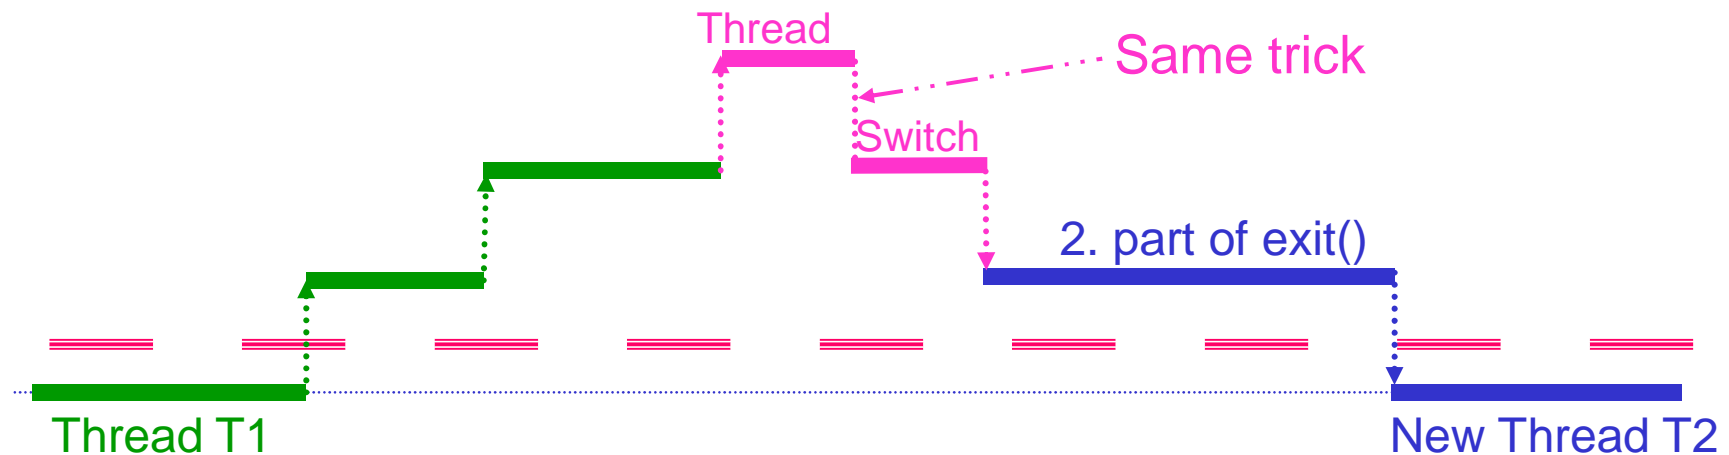 Thread
Same trick
Switch
2. part of exit()
Thread T1
New Thread T2